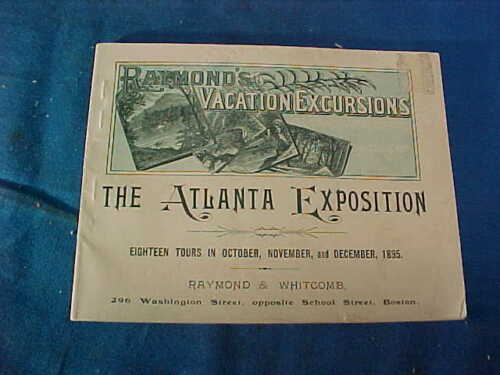 RAYMOND'S
VACATION EXCURSIONS
THE ATLANTA EXPOSITION
EIGHTEEN TOURS IN OCTOBER, NOVEMBER, and DECEMBER, 1895.
RAYMOND & WHITCOMB,
296 Washington Street, opposite School Street, Boston.